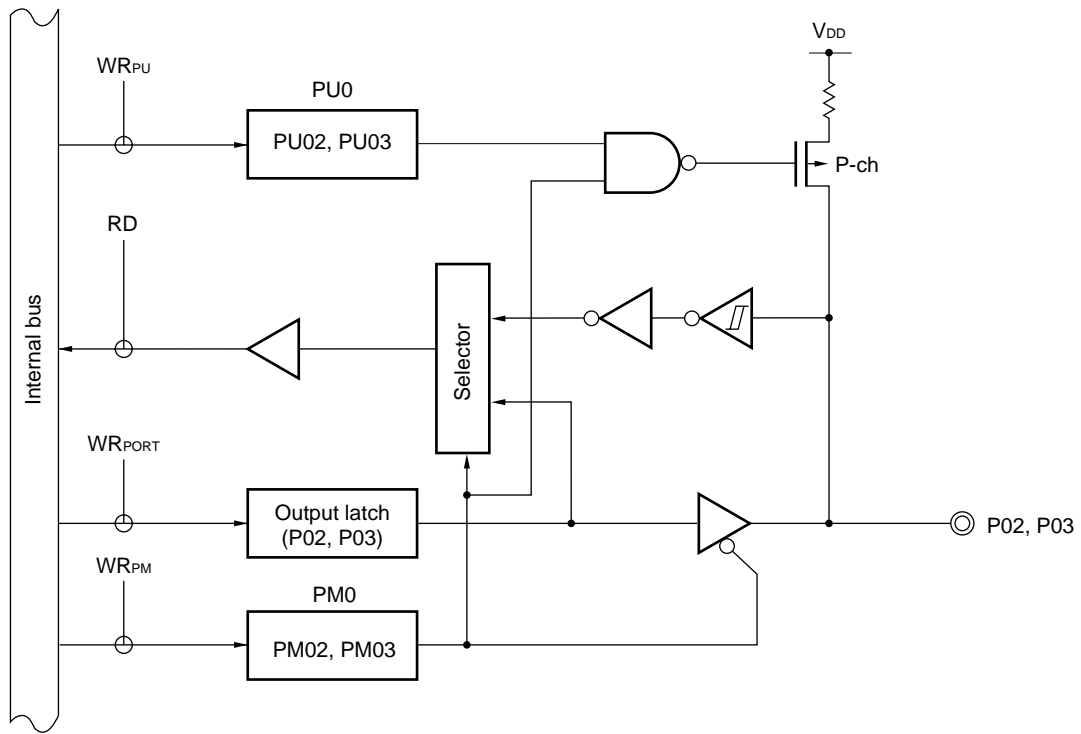 VDD
WRPU
PU0
PU02, PU03
P-ch
RD
Internal bus
Selector
WRPORT
Output latch
(P02, P03)
P02, P03
WRPM
PM0
PM02, PM03